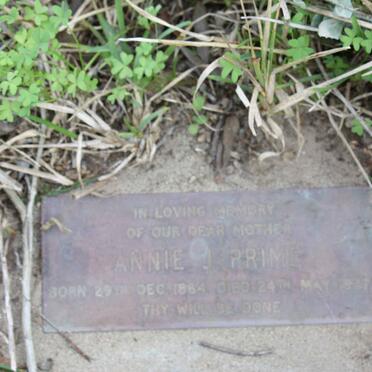 IN LOVING MEMORY
OF OUR DEAR MOTHER
ANNIE J. PRIME
BORN 29TH DEC. 1884 DIED 24TH MAY
THY WILL BE DONE